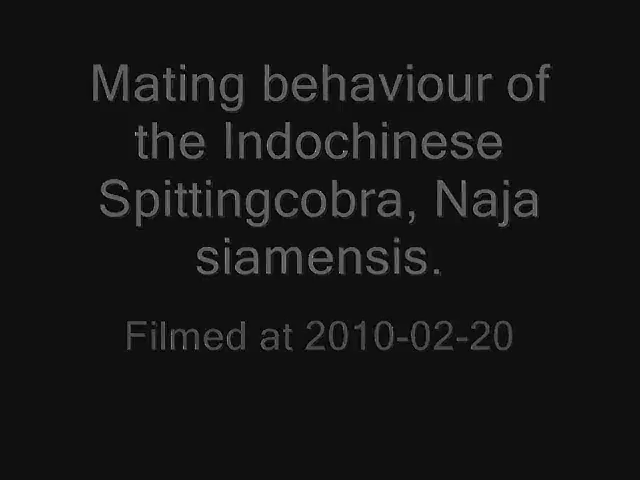 Mating behaviour of
the Indochinese
Spittingcobra, Naja
siamensis.
Filmed at 2010-02-20